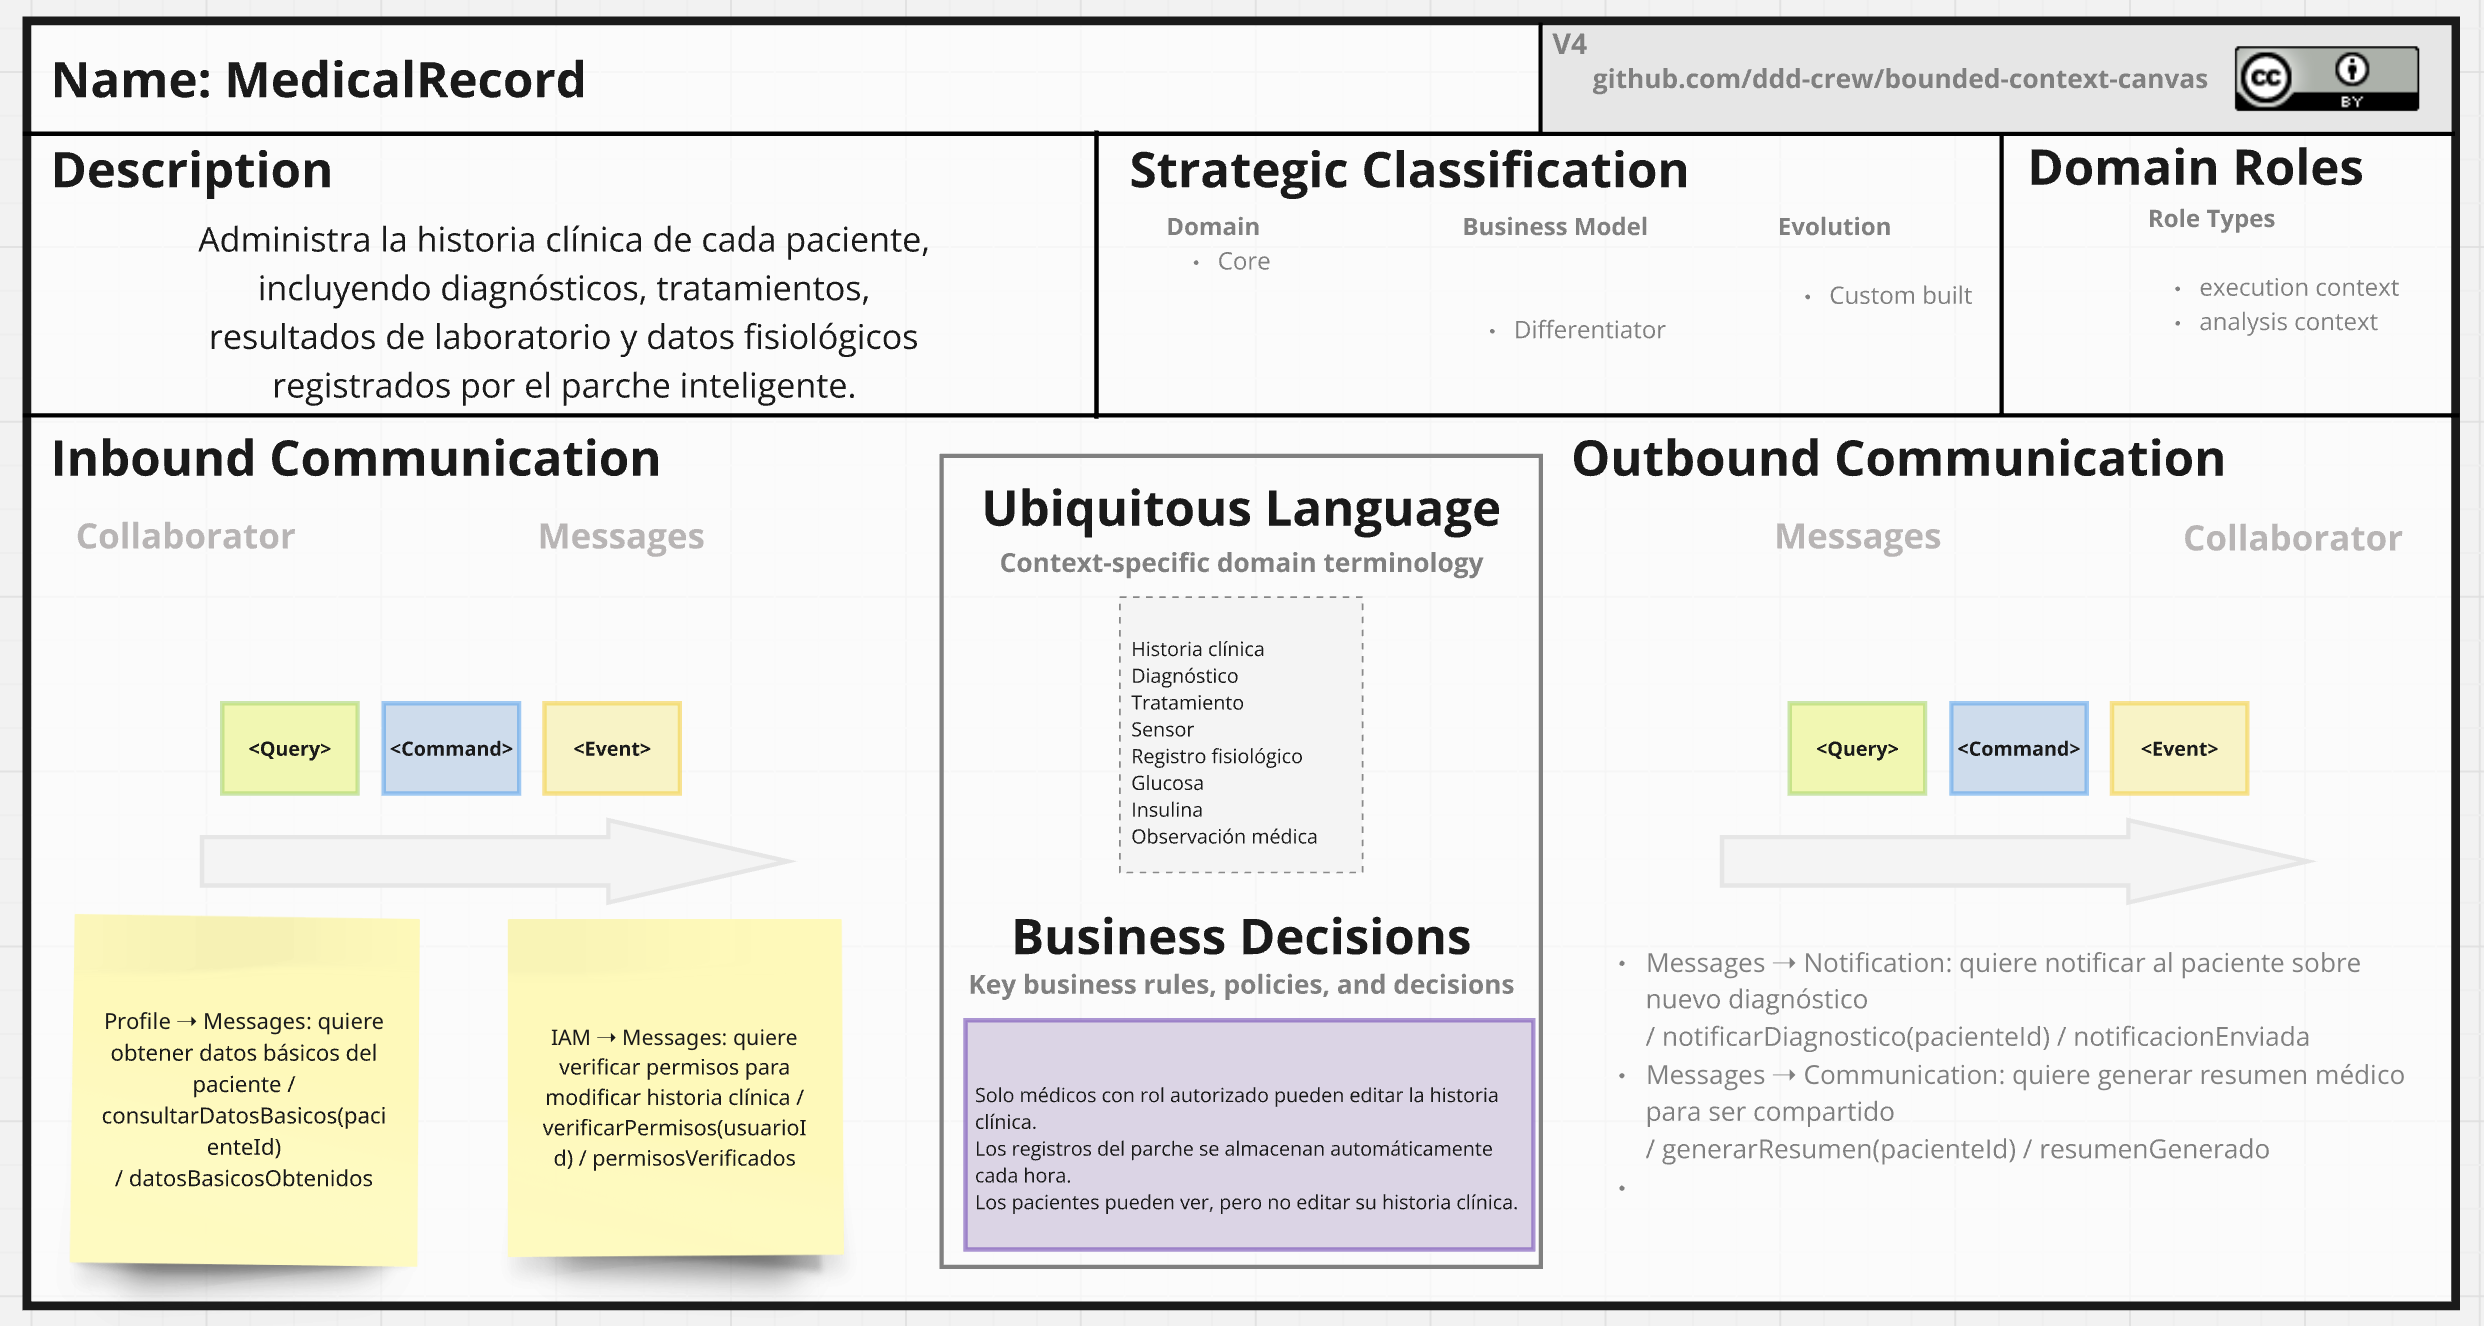 Name: MedicalRecord
V4
github.com/ddd-crew/bounded-context-canvas
cc
BY
Description
Administra la historia clínica de cada paciente,
incluyendo diagnósticos, tratamientos,
resultados de laboratorio y datos fisiológicos
registrados por el parche inteligente.
Strategic Classification
Domain
• Core
Business Model
• Differentiator
Evolution
• Custom built
Domain Roles
Role Types
• execution context
• analysis context
Inbound Communication
Collaborator
Messages
<Query>
<Command>
<Event>
Profile → Messages: quiere
obtener datos básicos del
paciente /
consultarDatosBasicos(paci
enteId)
/ datosBasicosObtenidos
IAM → Messages: quiere
verificar permisos para
modificar historia clínica /
verificarPermisos(usuarioI
d) / permisosVerificados
Ubiquitous Language
Context-specific domain terminology
Historia clínica
Diagnóstico
Tratamiento
Sensor
Registro fisiológico
Glucosa
Insulina
Observación médica
Business Decisions
Key business rules, policies, and decisions
Solo médicos con rol autorizado pueden editar la historia
clínica.
Los registros del parche se almacenan automáticamente
cada hora.
Los pacientes pueden ver, pero no editar su historia clínica.
Outbound Communication
Messages
Collaborator
<Query>
<Command>
<Event>
• Messages → Notification: quiere notificar al paciente sobre
nuevo diagnóstico
/ notificarDiagnostico(pacienteId) / notificacionEnviada
• Messages → Communication: quiere generar resumen médico
para ser compartido
/ generarResumen(pacienteId) / resumenGenerado
•